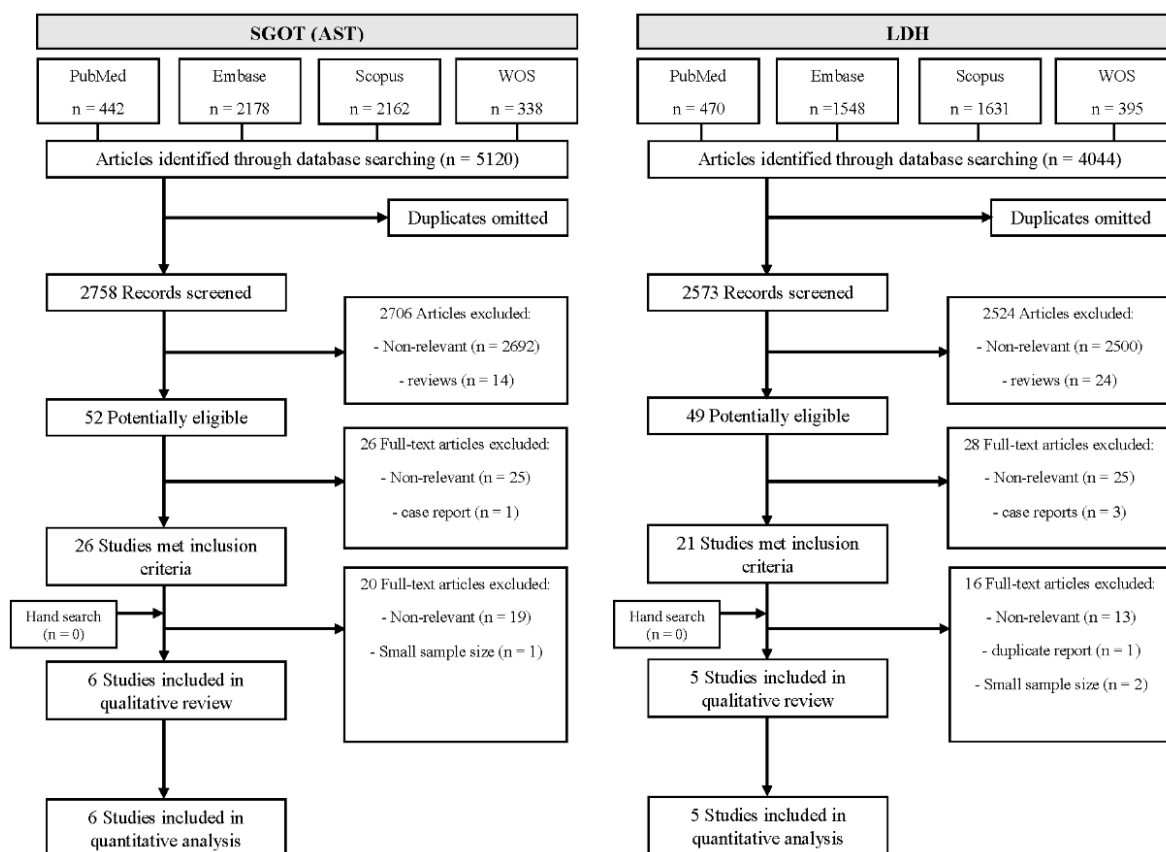 SGOT (AST)
PubMed
n = 442
Embase
n = 2178
Scopus
n = 2162
WOS
n = 338
Articles identified through database searching (n = 5120)
Duplicates omitted
2758 Records screened
2706 Articles excluded:
- Non-relevant (n = 2692)
- reviews (n = 14)
52 Potentially eligible
26 Full-text articles excluded:
- Non-relevant (n = 25)
- case report (n = 1)
26 Studies met inclusion
criteria
Hand search
(n = 0)
20 Full-text articles excluded:
- Non-relevant (n = 19)
- Small sample size (n = 1)
6 Studies included in
qualitative review
6 Studies included in
quantitative analysis
LDH
PubMed
n = 470
Embase
n =1548
Scopus
n = 1631
WOS
n = 395
Articles identified through database searching (n = 4044)
Duplicates omitted
2573 Records screened
2524 Articles excluded:
- Non-relevant (n = 2500)
- reviews (n = 24)
49 Potentially eligible
28 Full-text articles excluded:
- Non-relevant (n = 25)
- case reports (n = 3)
21 Studies met inclusion
criteria
Hand search
(n = 0)
16 Full-text articles excluded:
- Non-relevant (n = 13)
- duplicate report (n = 1)
- Small sample size (n = 2)
5 Studies included in
qualitative review
5 Studies included in
quantitative analysis